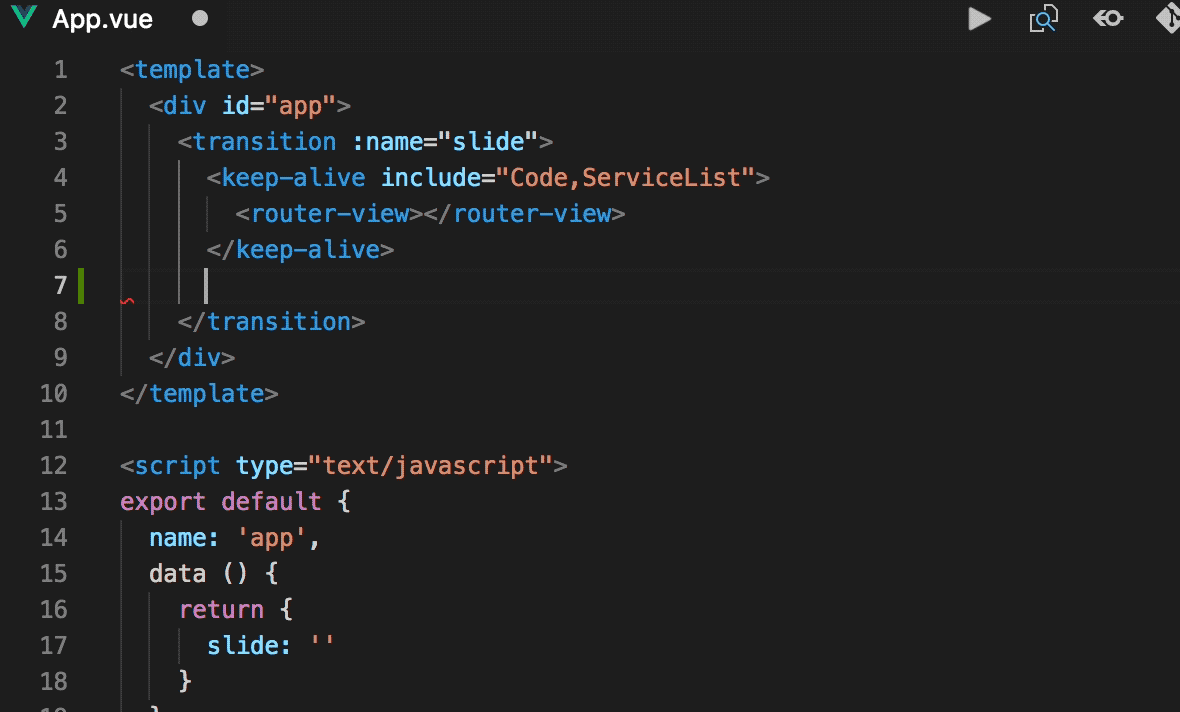 App.vue
1 <template>
2 <div id="app">
3 <transition :name="slide">
4 <keep-alive include="Code,ServiceList">
5 <router-view></router-view>
6 </keep-alive>
7
8 </transition>
9 </div>
10 </template>
11
12 <script type="text/javascript">
13 export default {
14 name: 'app',
15 data () {
16 return {
17 slide: ''
18 }